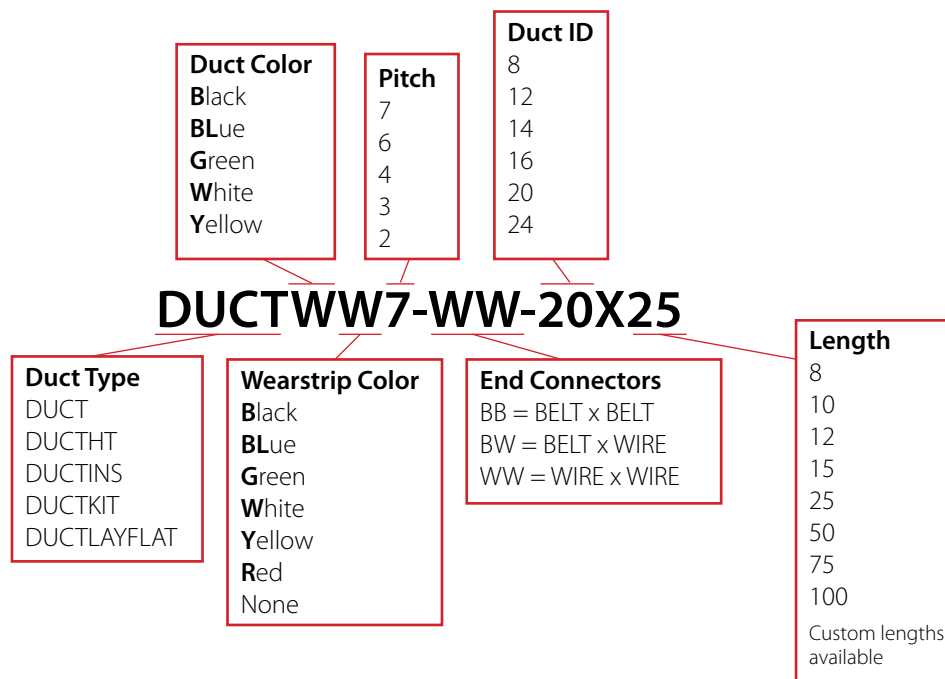 Duct Color
Black
BLue
Green
White
Yellow
Pitch
7
6
4
3
2
Duct ID
8
12
14
16
20
24
DUCTWW7-WW-20X25
Duct Type
DUCT
DUCTHT
DUCTINS
DUCTKIT
DUCTLAYFLAT
Wearstrip Color
Black
BLue
Green
White
Yellow
Red
None
End Connectors
BB = BELT x BELT
BW = BELT x WIRE
WW = WIRE x WIRE
Length
8
10
12
15
25
50
75
100
Custom lengths
available